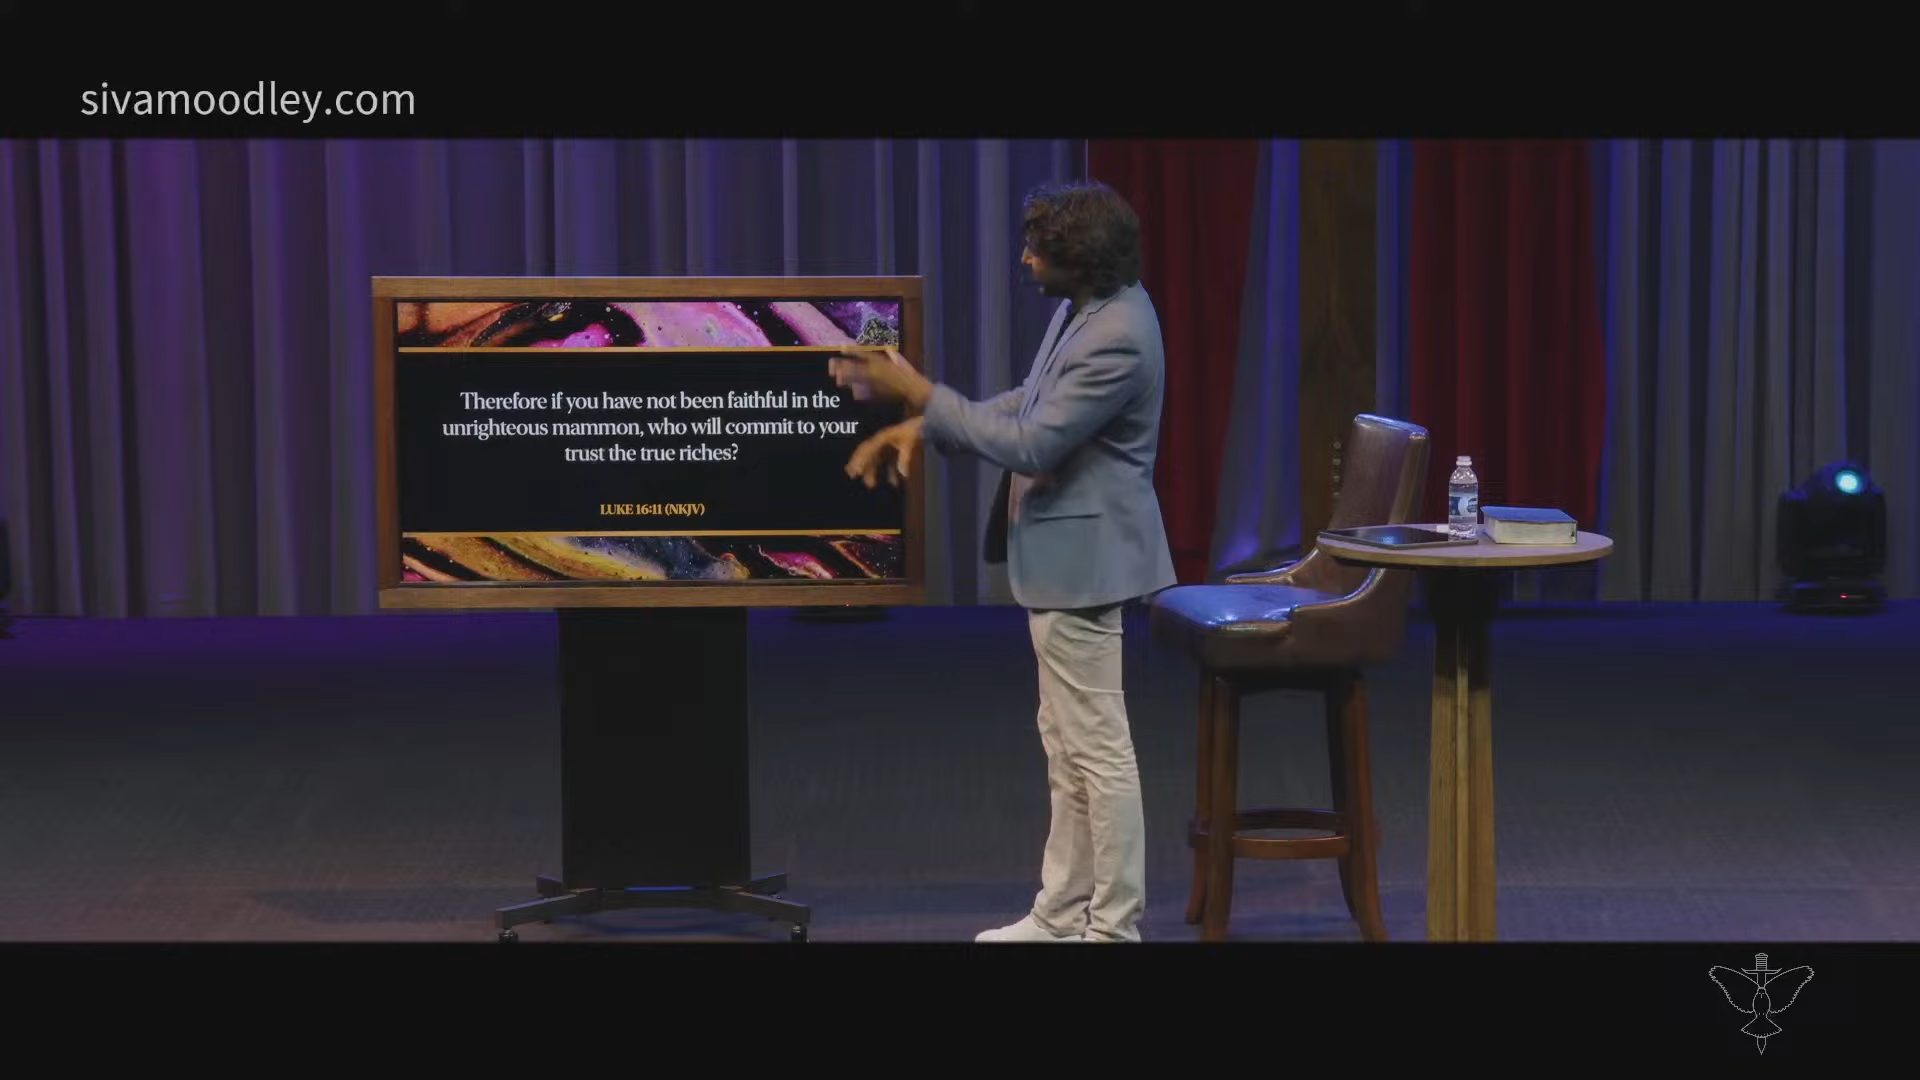 sivamoodley.com
Therefore if you have not been faithful in the
unrighteous mammon, who will commit to your
trust the true riches?
LUKE 16:11 (NKJV)